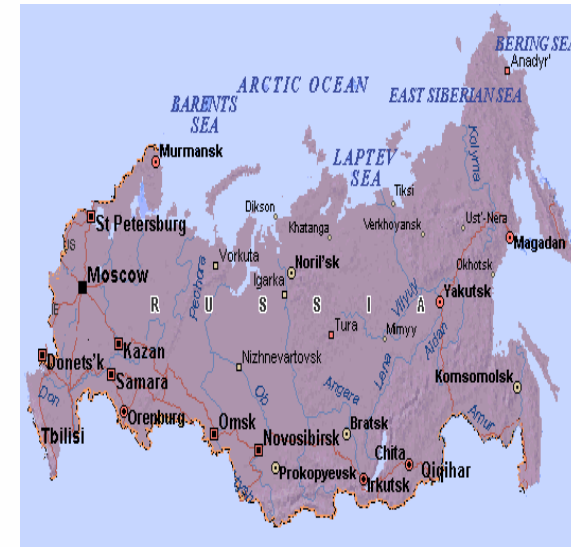 BERING SEA
Anadyr'
ARCTIC OCEAN
EAST SIBERIAN SEA
BARENTS
SEA
Kolyma
Murmansk
LAPTEV
SEA
Tiksi
Dikson
Khatanga
Verkhoyansk
Ust'-Nera
St Petersburg
Magadan
US
Vorkuta
Noril'sk
Okhotsk
Moscow
Pechora
Igarka
Vilyuy
Yakutsk
RUSSIA
Tura
Mirnyy
Aldan
Kazan
Donets'k
Nizhnevartovsk
Lena
Samara
Ob
Angara
Komsomolsk
Don
Orenburg
Omsk
Bratsk
Amur
Tbilisi
Novosibirsk
Chita
Prokopyevsk
Qiqihar
Irkutsk